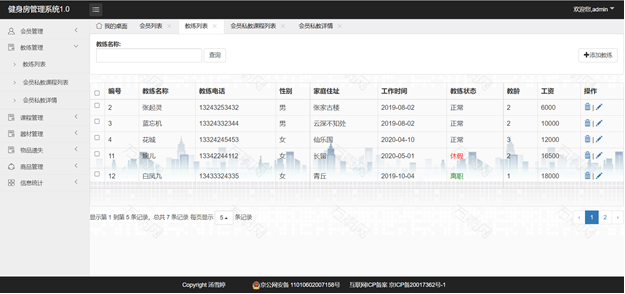 健身房管理系统1.0
欢迎您,admin
我的桌面 会员列表 教练列表 会员私教课程列表 会员私教详情
会员管理
教练管理
教练列表
会员私教课程列表
会员私教详情
课程管理
器材管理
物品遗失
商品管理
信息统计
教练名称:
查询
添加教练
编号 教练名称 教练电话 性别 家庭住址 工作时间 教练状态 教龄 工资 操作
2 张起灵 13243253432 男 张家古楼 2019-08-02 正常 2 6000
3 蓝忘机 13324332344 男 云深不知处 2019-08-02 正常 2 10000
4 花城 13324245453 女 仙乐国 2020-04-10 正常 3 12000
11 13342244112 女 长留 2020-05-01 休假 2 16500
12 白凤九 13433324335 女 青丘 2019-10-04 离职 1 18000
显示第 1 到第 5 条记录，总共 7 条记录 每页显示 5 条记录
‹ 1 2 ›
Copyright 汤雪婷 京公网安备 11010602007158号 互联网ICP备案 京ICP备20017362号-1